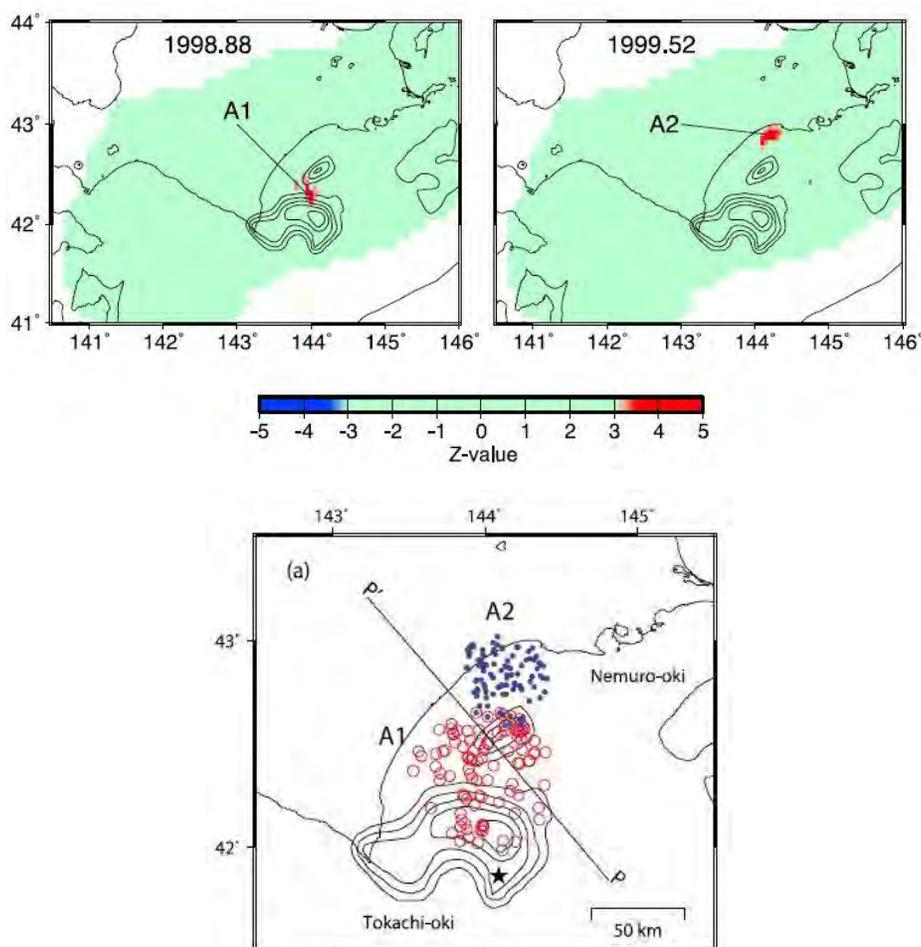 1998.88
1999.52
A1
A2
44˚
43˚
42˚
41˚
141˚ 142˚ 143˚ 144˚ 145˚ 146˚
141˚ 142˚ 143˚ 144˚ 145˚ 146˚
-5 -4 -3 -2 -1 0 1 2 3 4 5
Z-value
143˚ 144˚ 145˚
(a)
P'
A2
43˚
Nemuro-oki
A1
42˚
P
Tokachi-oki
50 km